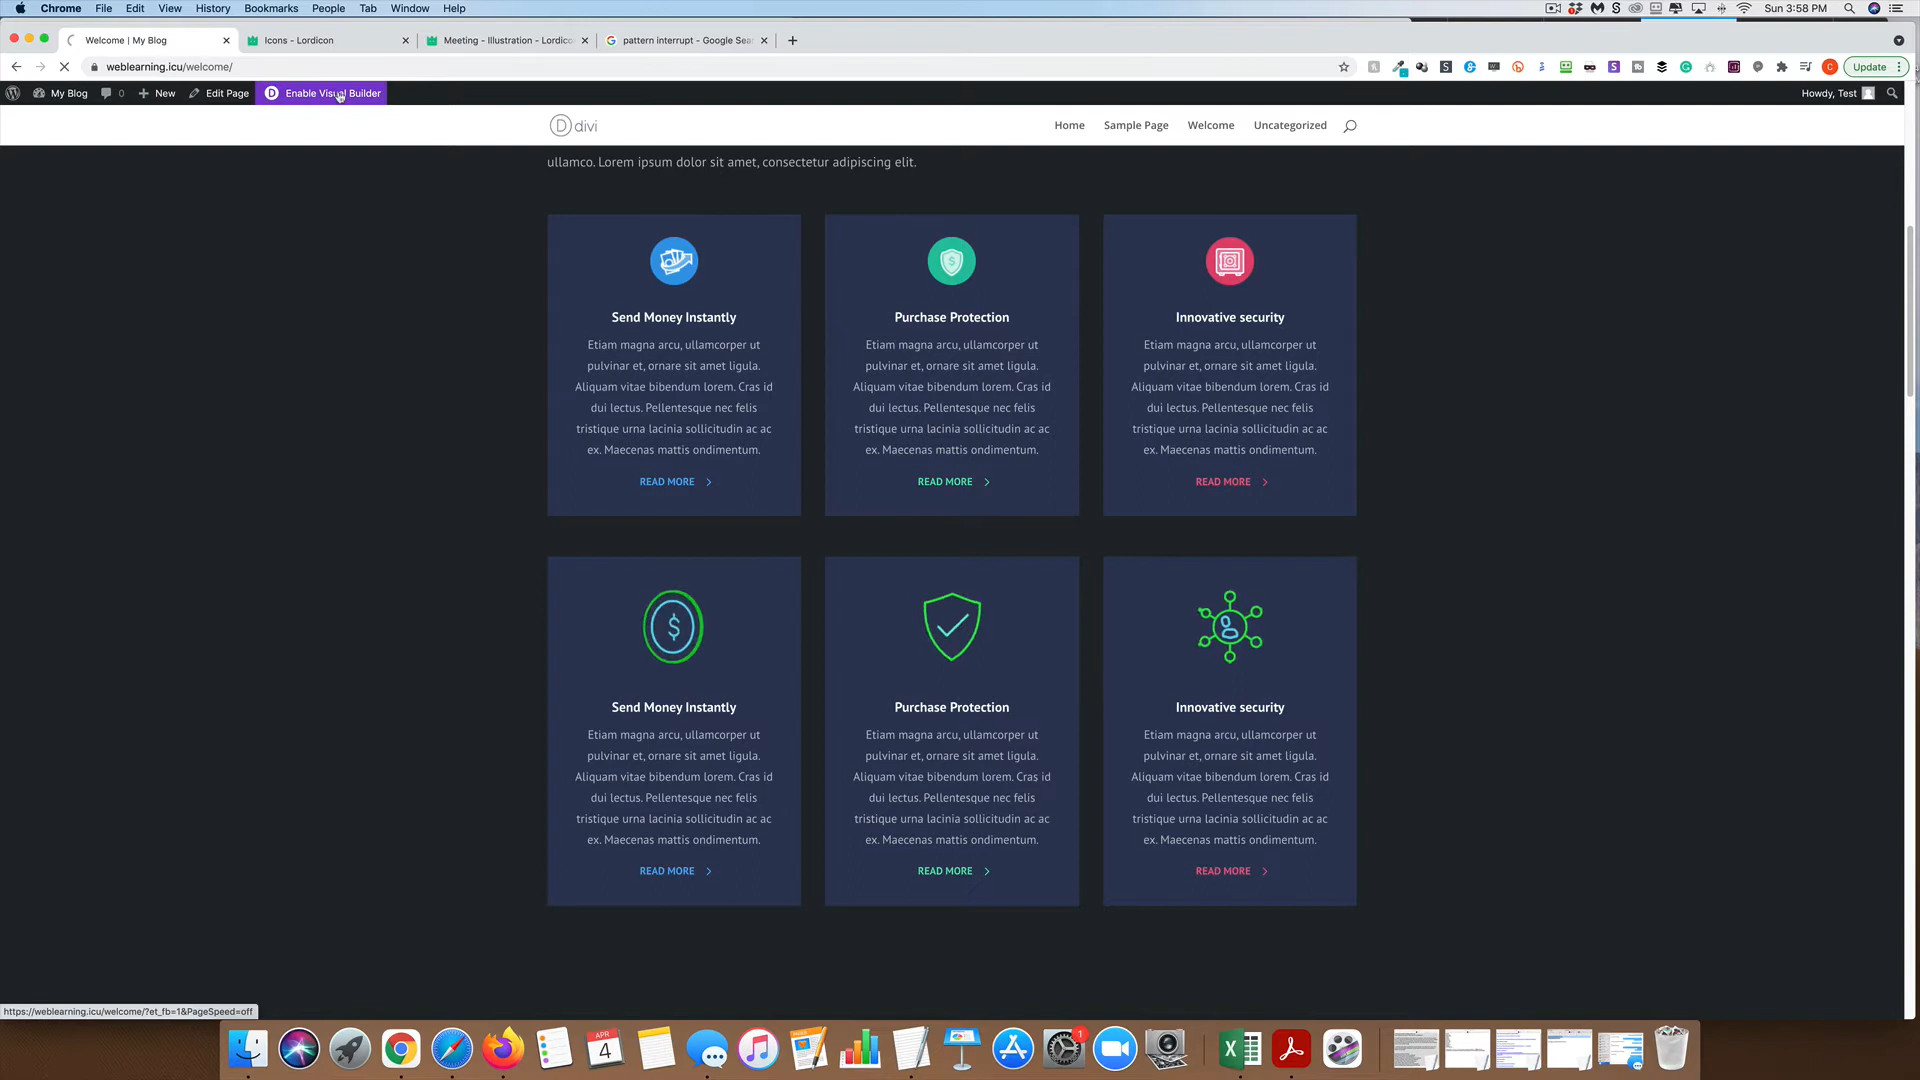 Chrome File Edit View History Bookmarks People Tab Window Help
Sun 3:58 PM
Welcome | My Blog
Icons - Lordicon
Meeting - Illustration - Lordico
pattern interrupt - Google Sea
weblearning.icu/welcome/
Update
My Blog 0 New Edit Page D Enable Visual Builder
Howdy, Test
D divi
Home Sample Page Welcome Uncategorized
ullamco. Lorem ipsum dolor sit amet, consectetur adipiscing elit.
Send Money Instantly
Etiam magna arcu, ullamcorper ut
pulvinar et, ornare sit amet ligula.
Aliquam vitae bibendum lorem. Cras id
dui lectus. Pellentesque nec felis
tristique urna lacinia sollicitudin ac ac
ex. Maecenas mattis ondimentum.
READ MORE
$
Purchase Protection
Etiam magna arcu, ullamcorper ut
pulvinar et, ornare sit amet ligula.
Aliquam vitae bibendum lorem. Cras id
dui lectus. Pellentesque nec felis
tristique urna lacinia sollicitudin ac ac
ex. Maecenas mattis ondimentum.
READ MORE
Innovative security
Etiam magna arcu, ullamcorper ut
pulvinar et, ornare sit amet ligula.
Aliquam vitae bibendum lorem. Cras id
dui lectus. Pellentesque nec felis
tristique urna lacinia sollicitudin ac ac
ex. Maecenas mattis ondimentum.
READ MORE
$
Send Money Instantly
Etiam magna arcu, ullamcorper ut
pulvinar et, ornare sit amet ligula.
Aliquam vitae bibendum lorem. Cras id
dui lectus. Pellentesque nec felis
tristique urna lacinia sollicitudin ac ac
ex. Maecenas mattis ondimentum.
READ MORE
Purchase Protection
Etiam magna arcu, ullamcorper ut
pulvinar et, ornare sit amet ligula.
Aliquam vitae bibendum lorem. Cras id
dui lectus. Pellentesque nec felis
tristique urna lacinia sollicitudin ac ac
ex. Maecenas mattis ondimentum.
READ MORE
Innovative security
Etiam magna arcu, ullamcorper ut
pulvinar et, ornare sit amet ligula.
Aliquam vitae bibendum lorem. Cras id
dui lectus. Pellentesque nec felis
tristique urna lacinia sollicitudin ac ac
ex. Maecenas mattis ondimentum.
READ MORE
https://weblearning.icu/welcome/?et_fb=1&PageSpeed=off
APR
4
1